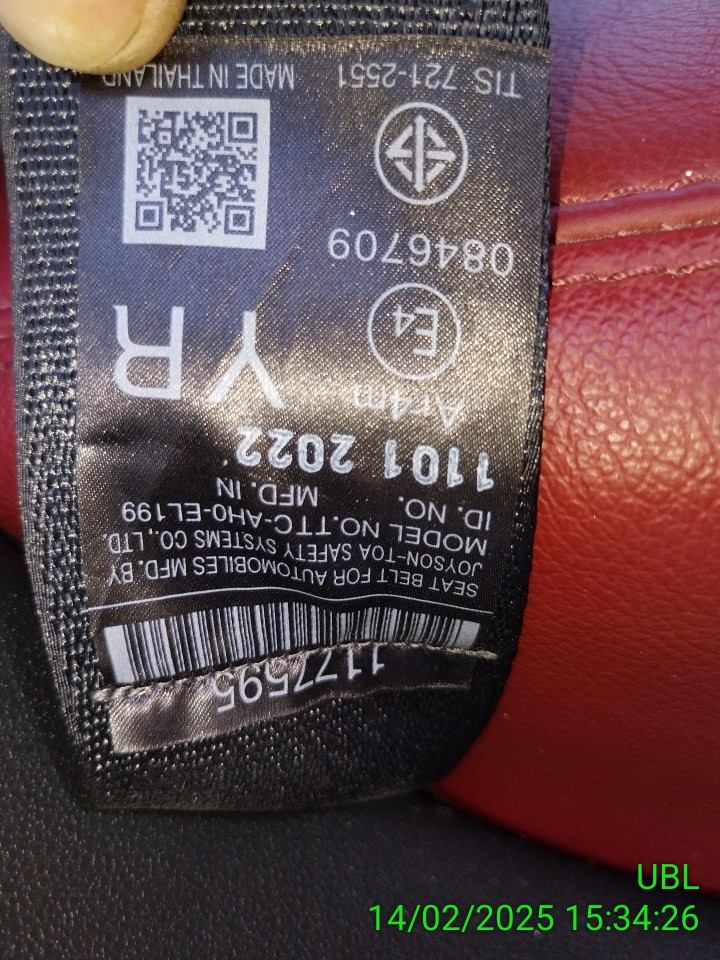 1177595
SEAT BELT FOR AUTOMOBILES MFD. BY
JOYSON-TOA SAFETY SYSTEMS CO., LTD.
MODEL NO.TTC-AH0-EL199
ID. NO. MFD. IN
1101 2022
Ar4m YR
E4
0846709
TIS 721-2551 MADE IN THAILAND
UBL
14/02/2025 15:34:26